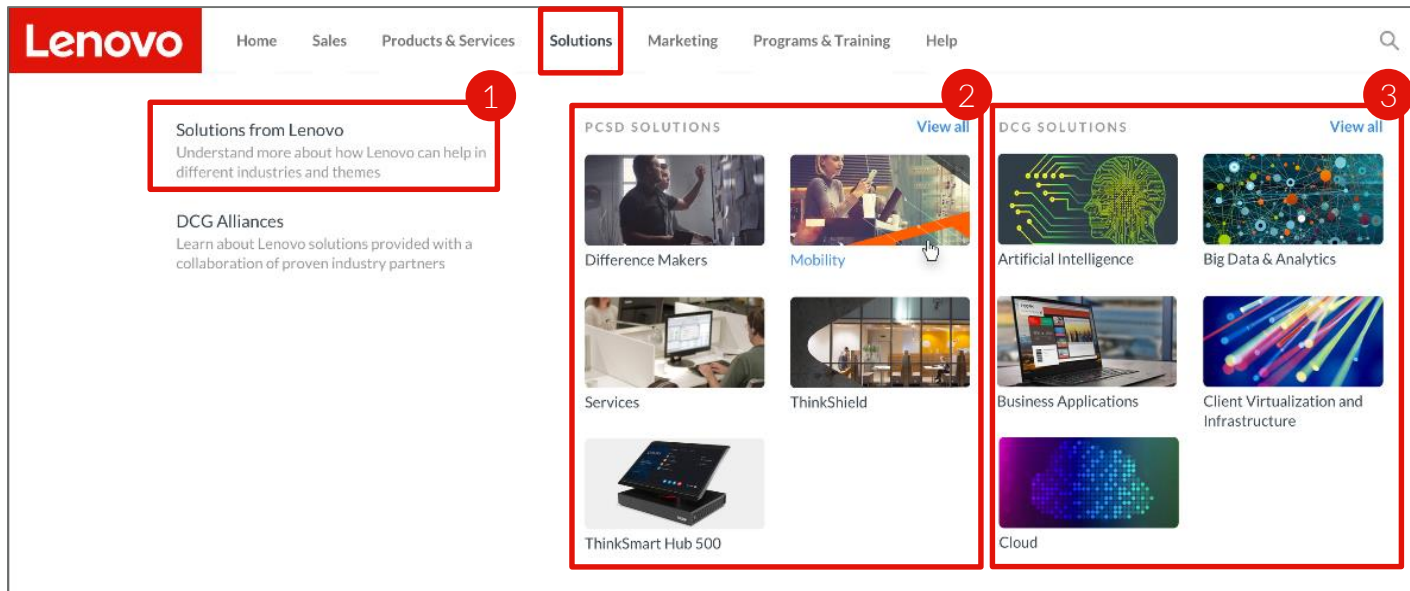 Lenovo
Home Sales Products & Services Solutions Marketing Programs & Training Help
1
Solutions from Lenovo
Understand more about how Lenovo can help in
different industries and themes
DCG Alliances
Learn about Lenovo solutions provided with a
collaboration of proven industry partners
2
PCSD SOLUTIONS View all
Difference Makers Mobility
Services ThinkShield
ThinkSmart Hub 500
3
DCG SOLUTIONS View all
Artificial Intelligence Big Data & Analytics
Business Applications Client Virtualization and
Infrastructure
Cloud